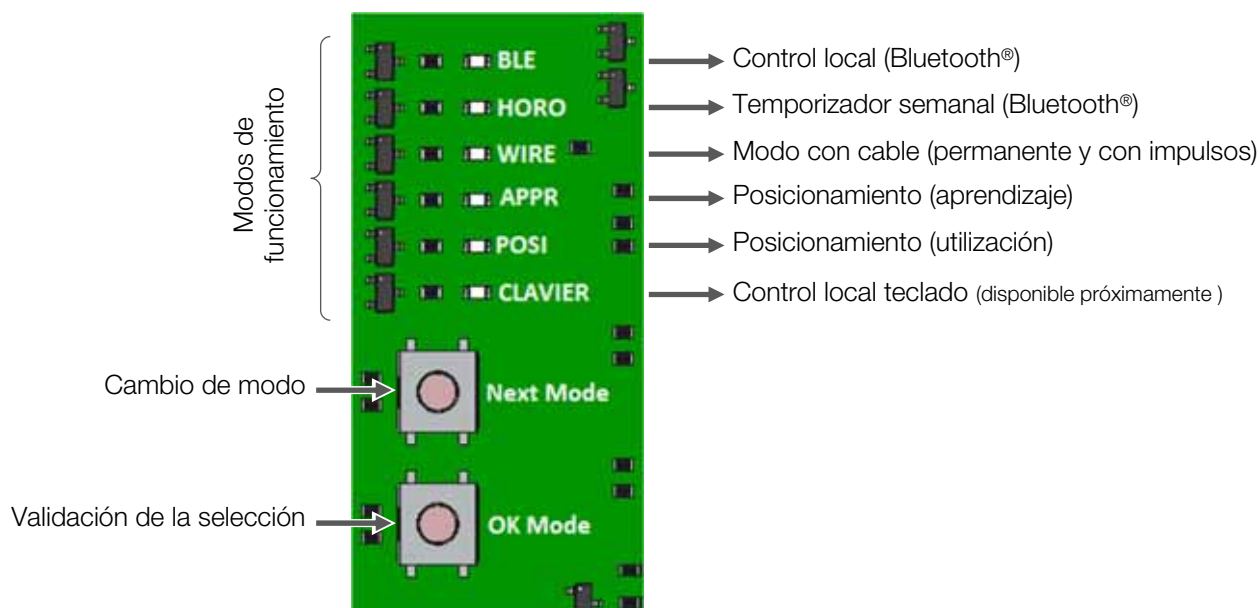 Modos de
funcionamiento
BLE
Control local (Bluetooth®)
HORO
Temporizador semanal (Bluetooth®)
WIRE
Modo con cable (permanente y con impulsos)
APPR
Posicionamiento (aprendizaje)
POSI
Posicionamiento (utilización)
CLAVIER
Control local teclado (disponible próximamente )
Cambio de modo
Next Mode
Validación de la selección
OK Mode